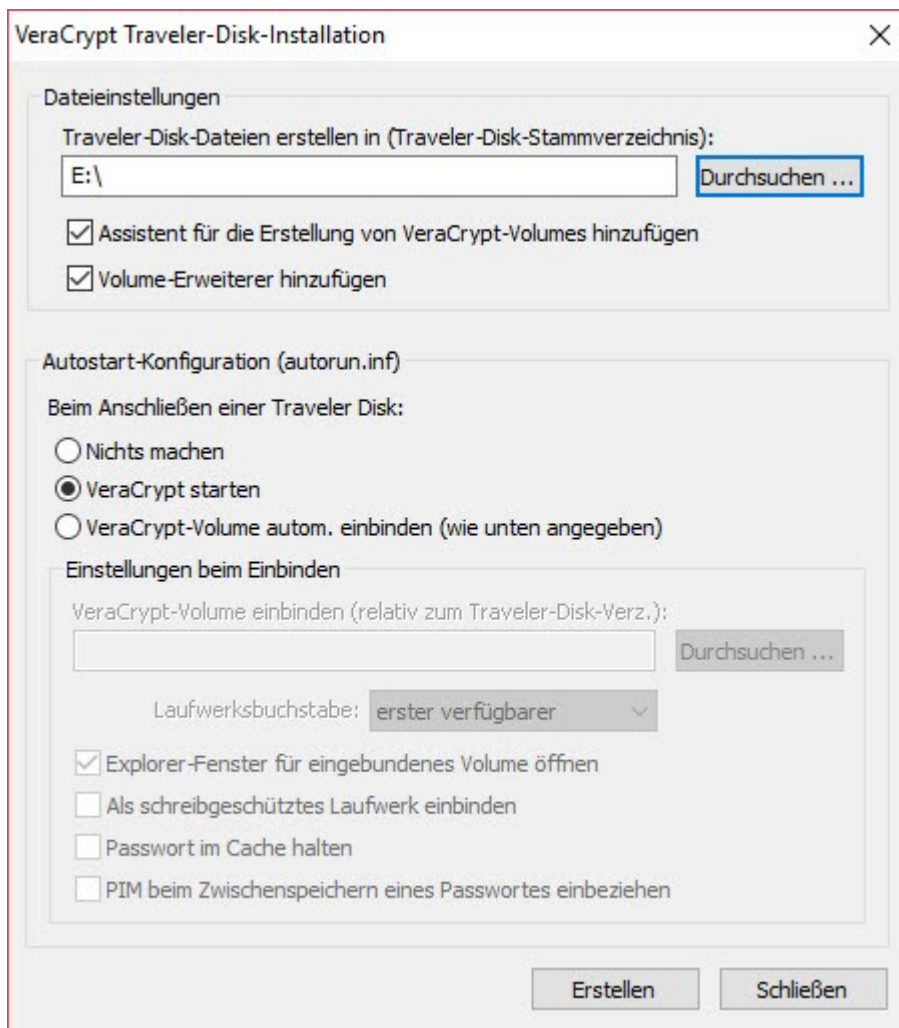 VeraCrypt Traveler-Disk-Installation
Dateieinstellungen
Traveler-Disk-Dateien erstellen in (Traveler-Disk-Stammverzeichnis):
E:\
Durchsuchen ...
Assistent für die Erstellung von VeraCrypt-Volumes hinzufügen
Volume-Erweiterer hinzufügen
Autostart-Konfiguration (autorun.inf)
Beim Anschließen einer Traveler Disk:
Nichts machen
VeraCrypt starten
VeraCrypt-Volume autom. einbinden (wie unten angegeben)
Einstellungen beim Einbinden
VeraCrypt-Volume einbinden (relativ zum Traveler-Disk-Verz.):
Durchsuchen ...
Laufwerksbuchstabe:
erster verfügbarer
Explorer-Fenster für eingebundenes Volume öffnen
Als schreibgeschütztes Laufwerk einbinden
Passwort im Cache halten
PIM beim Zwischenspeichern eines Passwortes einbeziehen
Erstellen
Schließen